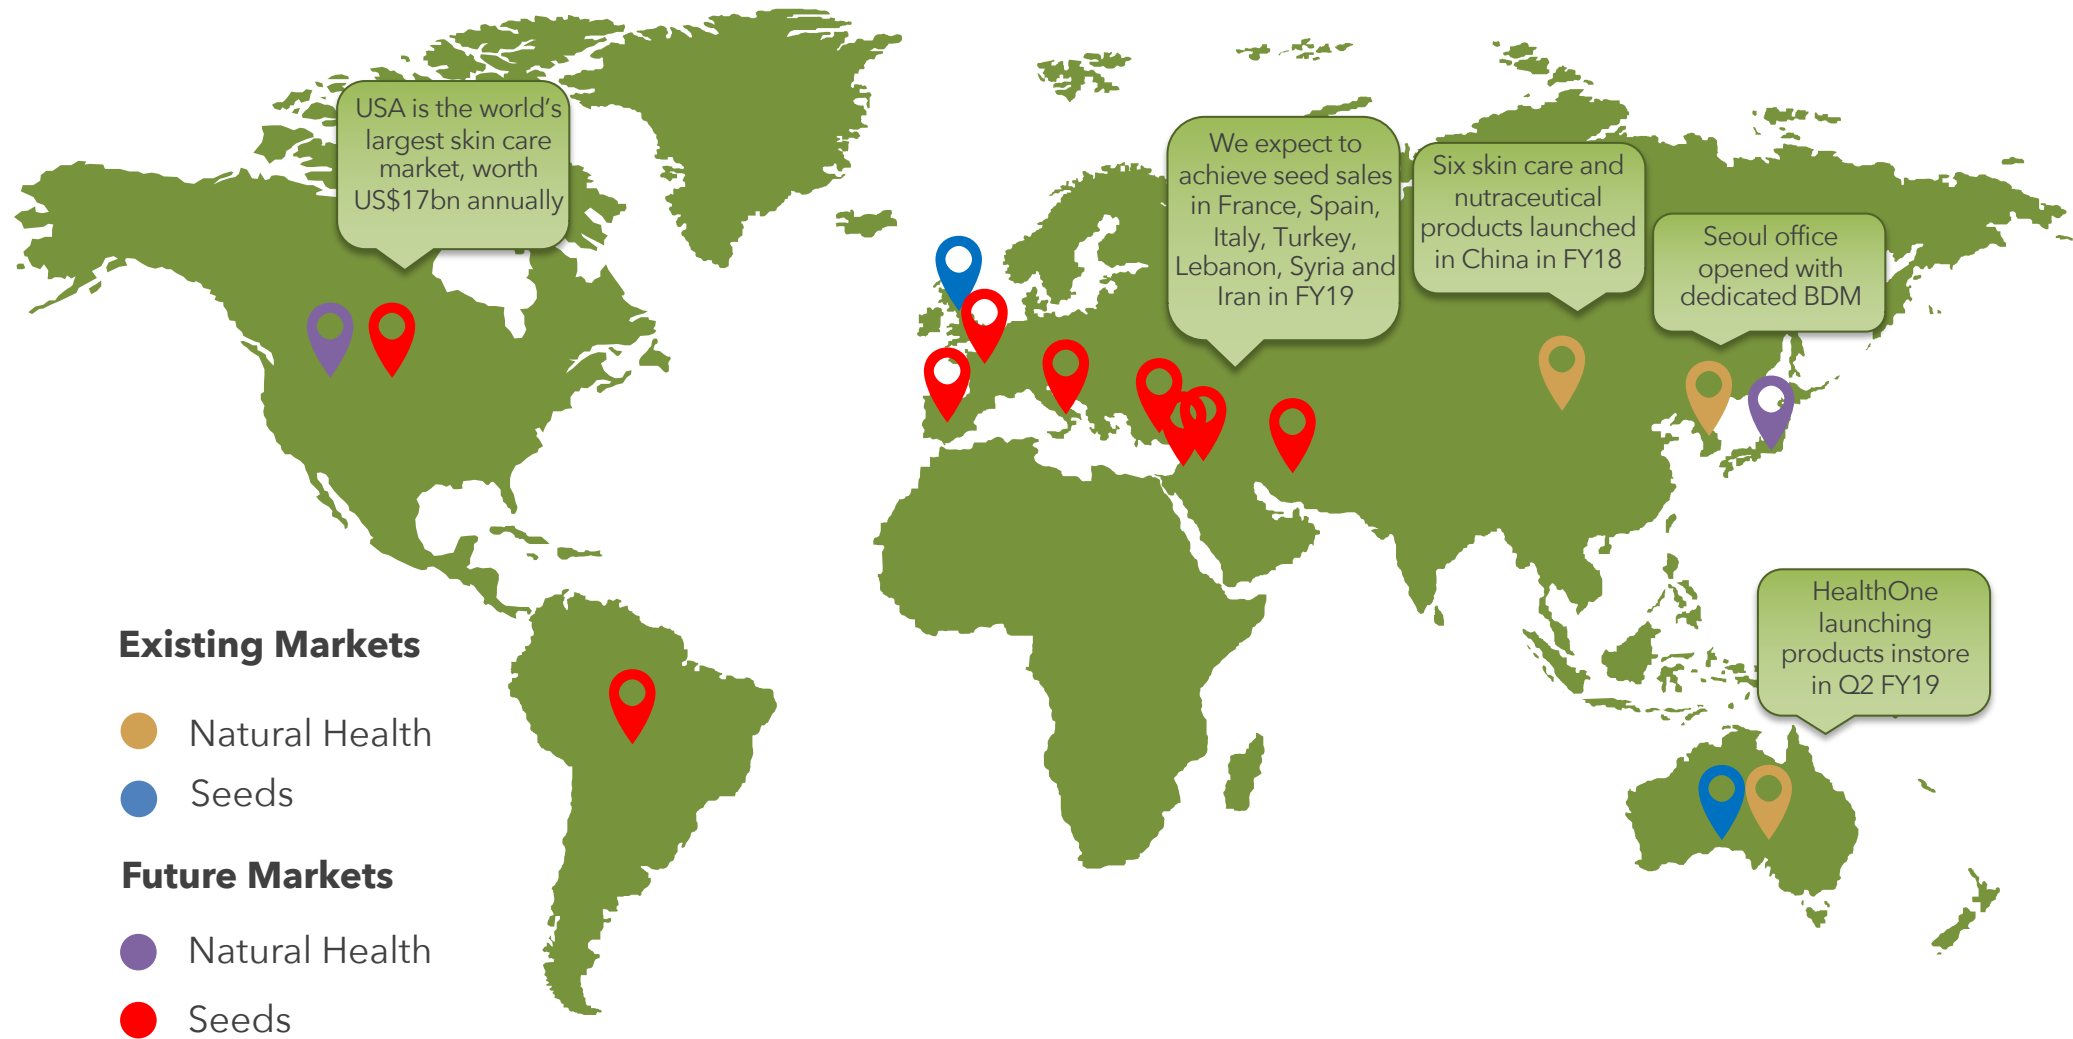 USA is the world’s
largest skin care
market, worth
US$17bn annually
We expect to
achieve seed sales
in France, Spain,
Italy, Turkey,
Lebanon, Syria and
Iran in FY19
Six skin care and
nutraceutical
products launched
in China in FY18
Seoul office
opened with
dedicated BDM
HealthOne
launching
products instore
in Q2 FY19
Existing Markets
Natural Health
Seeds
Future Markets
Natural Health
Seeds